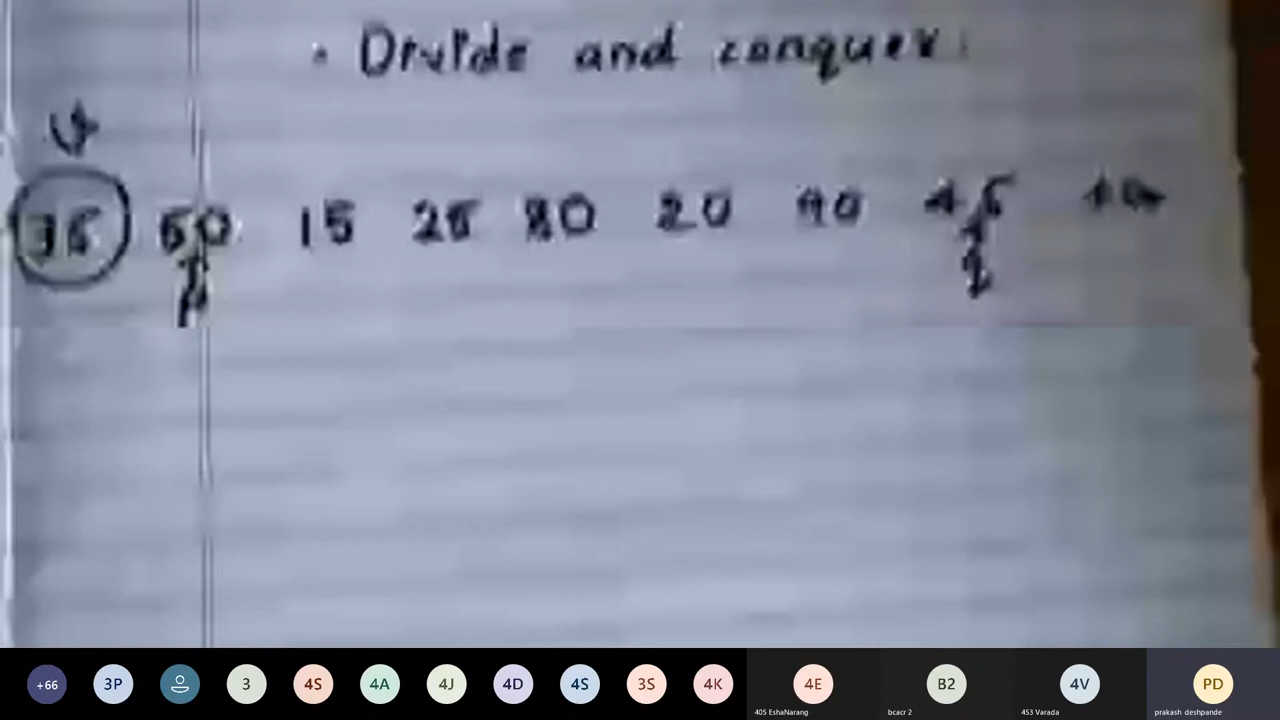 · Divide and conquer.
35 50 15 25 80 20 90 45 +∞
p q
+66 3P 3 4S 4A 4J 4D 4S 3S 4K 4E B2 4V PD
405 EshaNarang bcacr 2 453 Varada prakash deshpande